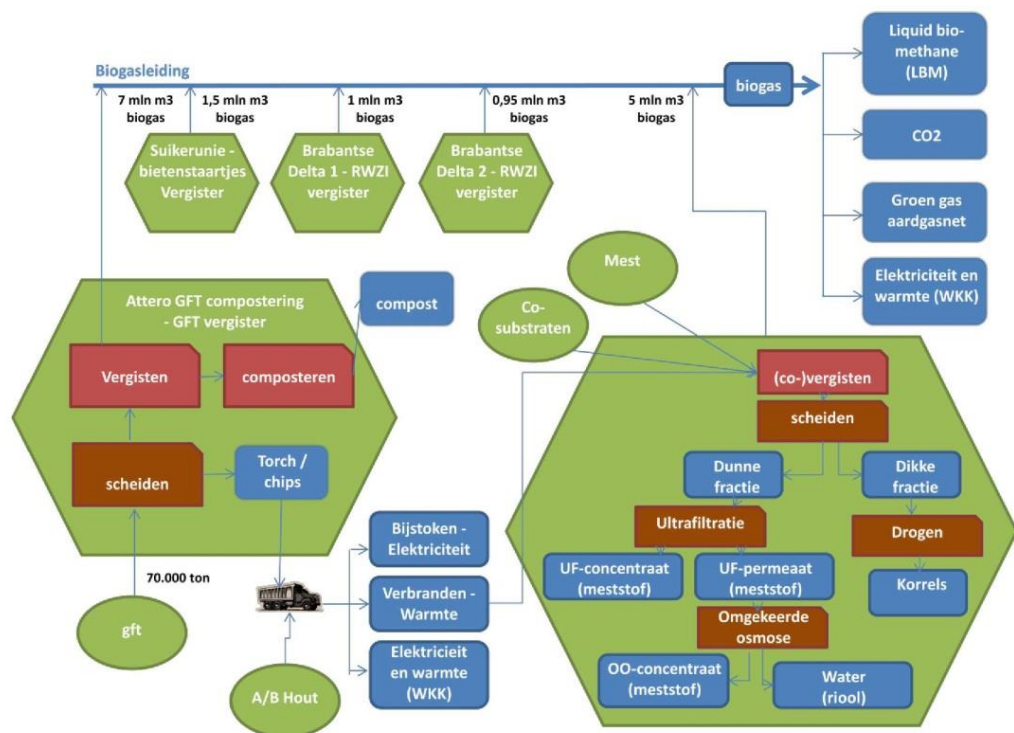 Biogasleiding
7 mln m3
biogas
1,5 mln m3
biogas
1 mln m3
biogas
0,95 mln m3
biogas
5 mln m3
biogas
biogas
Liquid bio-
methane
(LBM)
CO2
Groen gas
aardgasnet
Elektriciteit en
warmte (WKK)
Suikerunie -
bietenstaartjes
Vergister
Brabantse
Delta 1 - RWZI
vergister
Brabantse
Delta 2 - RWZI
vergister
Attero GFT compostering
- GFT vergister
compost
Vergisten
composteren
scheiden
Torch /
chips
70.000 ton
gft
A/B Hout
Bijstoken -
Elektriciteit
Verbranden -
Warmte
Elektricieit
en warmte
(WKK)
Mest
Co-
substraten
(co-)vergisten
scheiden
Dunne
fractie
Dikke
fractie
Ultrafiltratie
Drogen
UF-concentraat
(meststof)
UF-permeaat
(meststof)
Korrels
Omgekeerde
osmose
OO-concentraat
(meststof)
Water
(riool)